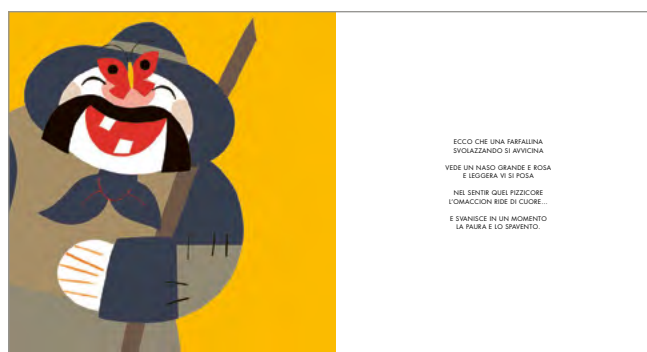 ECCO CHE UNA FARFALLINA
SVOLAZZANDO SI AVVICINA
VEDE UN NASO GRANDE E ROSA
E LEGGERA VI SI POSA
NEL SENTIR QUEL PIZZICORE
L'OMACCION RIDE DI CUORE...
E SVANISCE IN UN MOMENTO
LA PAURA E LO SPAVENTO.